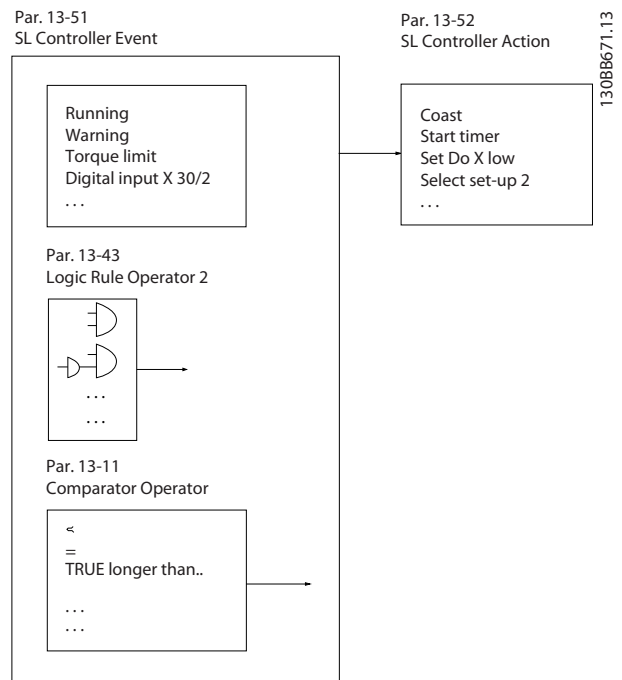 Par. 13-51
SL Controller Event
Par. 13-52
SL Controller Action
130BB671.13
Running
Warning
Torque limit
Digital input X 30/2
. . .
Coast
Start timer
Set Do X low
Select set-up 2
. . .
Par. 13-43
Logic Rule Operator 2
. . .
. . .
Par. 13-11
Comparator Operator
=
TRUE longer than..
. . .
. . .